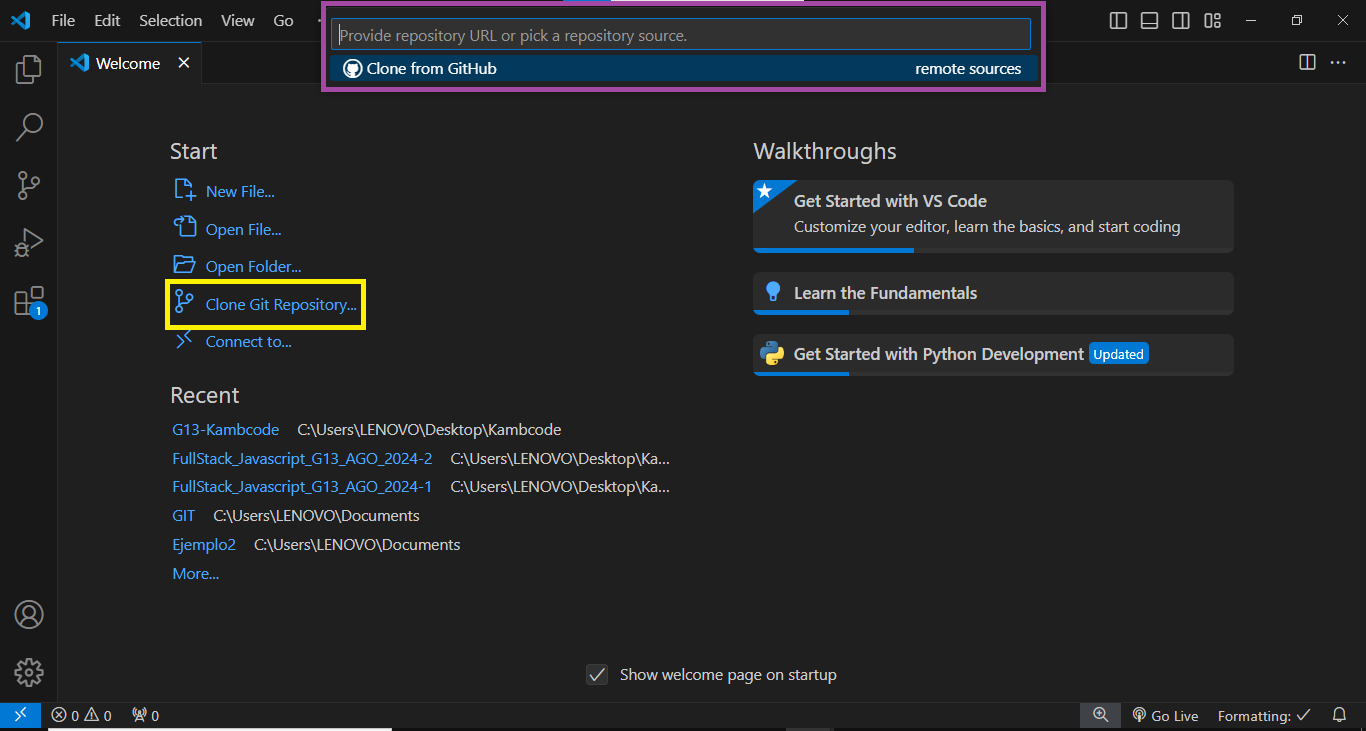 File Edit Selection View Go
Provide repository URL or pick a repository source.
Clone from GitHub remote sources
Welcome
Start
New File...
Open File...
Open Folder...
Clone Git Repository...
Connect to...
Recent
G13-Kambcode C:\Users\LENOVO\Desktop\Kambcode
FullStack_Javascript_G13_AGO_2024-2 C:\Users\LENOVO\Desktop\Ka...
FullStack_Javascript_G13_AGO_2024-1 C:\Users\LENOVO\Desktop\Ka...
GIT C:\Users\LENOVO\Documents
Ejemplo2 C:\Users\LENOVO\Documents
More...
Walkthroughs
Get Started with VS Code
Customize your editor, learn the basics, and start coding
Learn the Fundamentals
Get Started with Python Development Updated
1
Show welcome page on startup
0 0 0 Go Live Formatting: